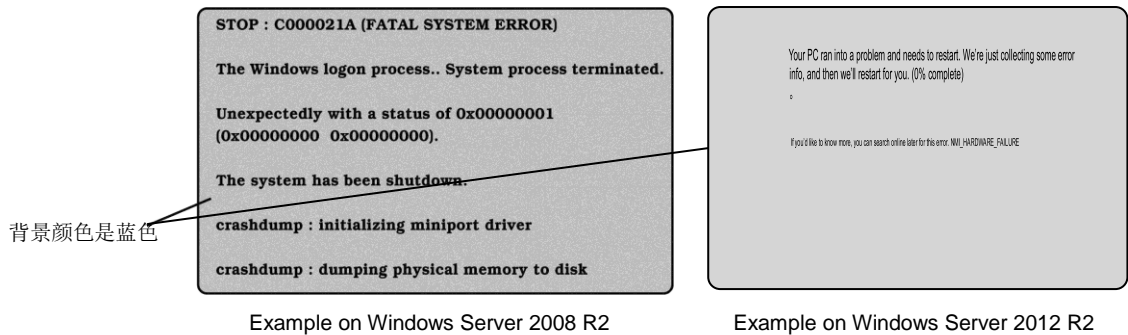 STOP : C000021A (FATAL SYSTEM ERROR)
The Windows logon process.. System process terminated.
Unexpectedly with a status of 0x00000001
(0x00000000 0x00000000).
The system has been shutdown.
crashdump : initializing miniport driver
crashdump : dumping physical memory to disk
Your PC ran into a problem and needs to restart. We're just collecting some error
info, and then we'll restart for you. (0% complete)
If you'd like to know more, you can search online later for this error. NMI_HARDWARE_FAILURE
背景颜色是蓝色
Example on Windows Server 2008 R2
Example on Windows Server 2012 R2